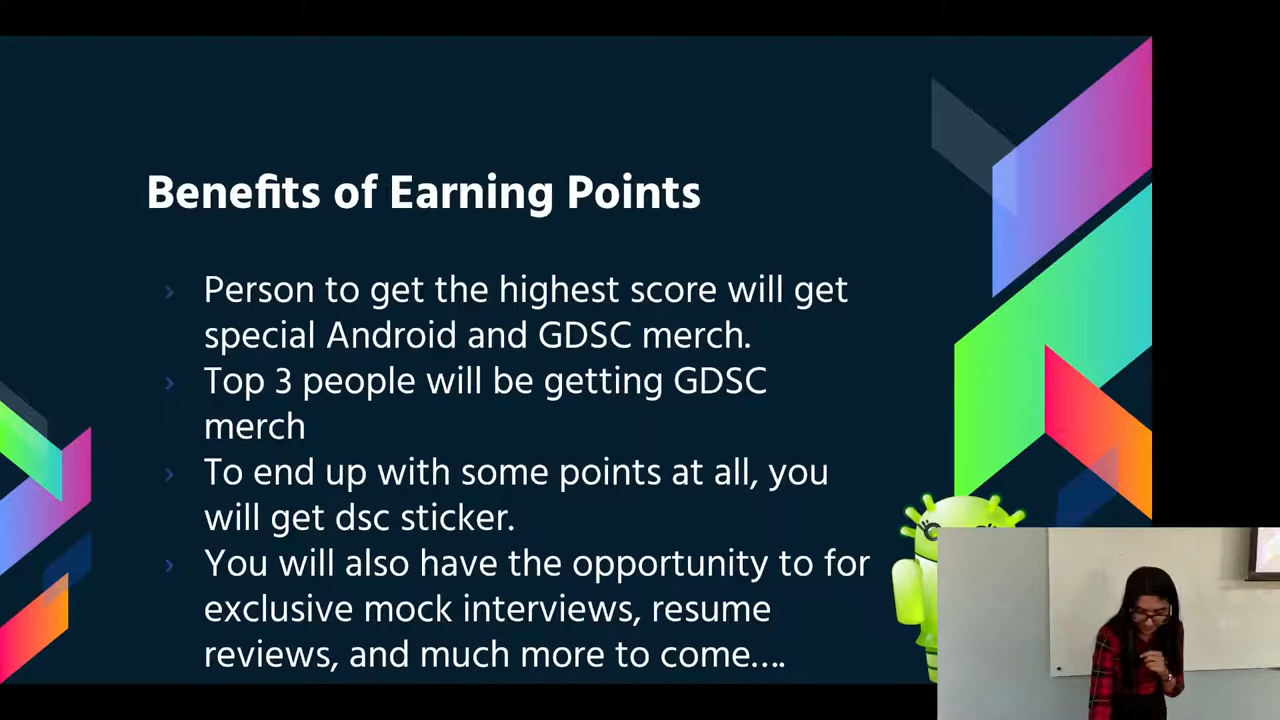 Benefits of Earning Points
Person to get the highest score will get
special Android and GDSC merch.
Top 3 people will be getting GDSC
merch
To end up with some points at all, you
will get dsc sticker.
You will also have the opportunity to for
exclusive mock interviews, resume
reviews, and much more to come….